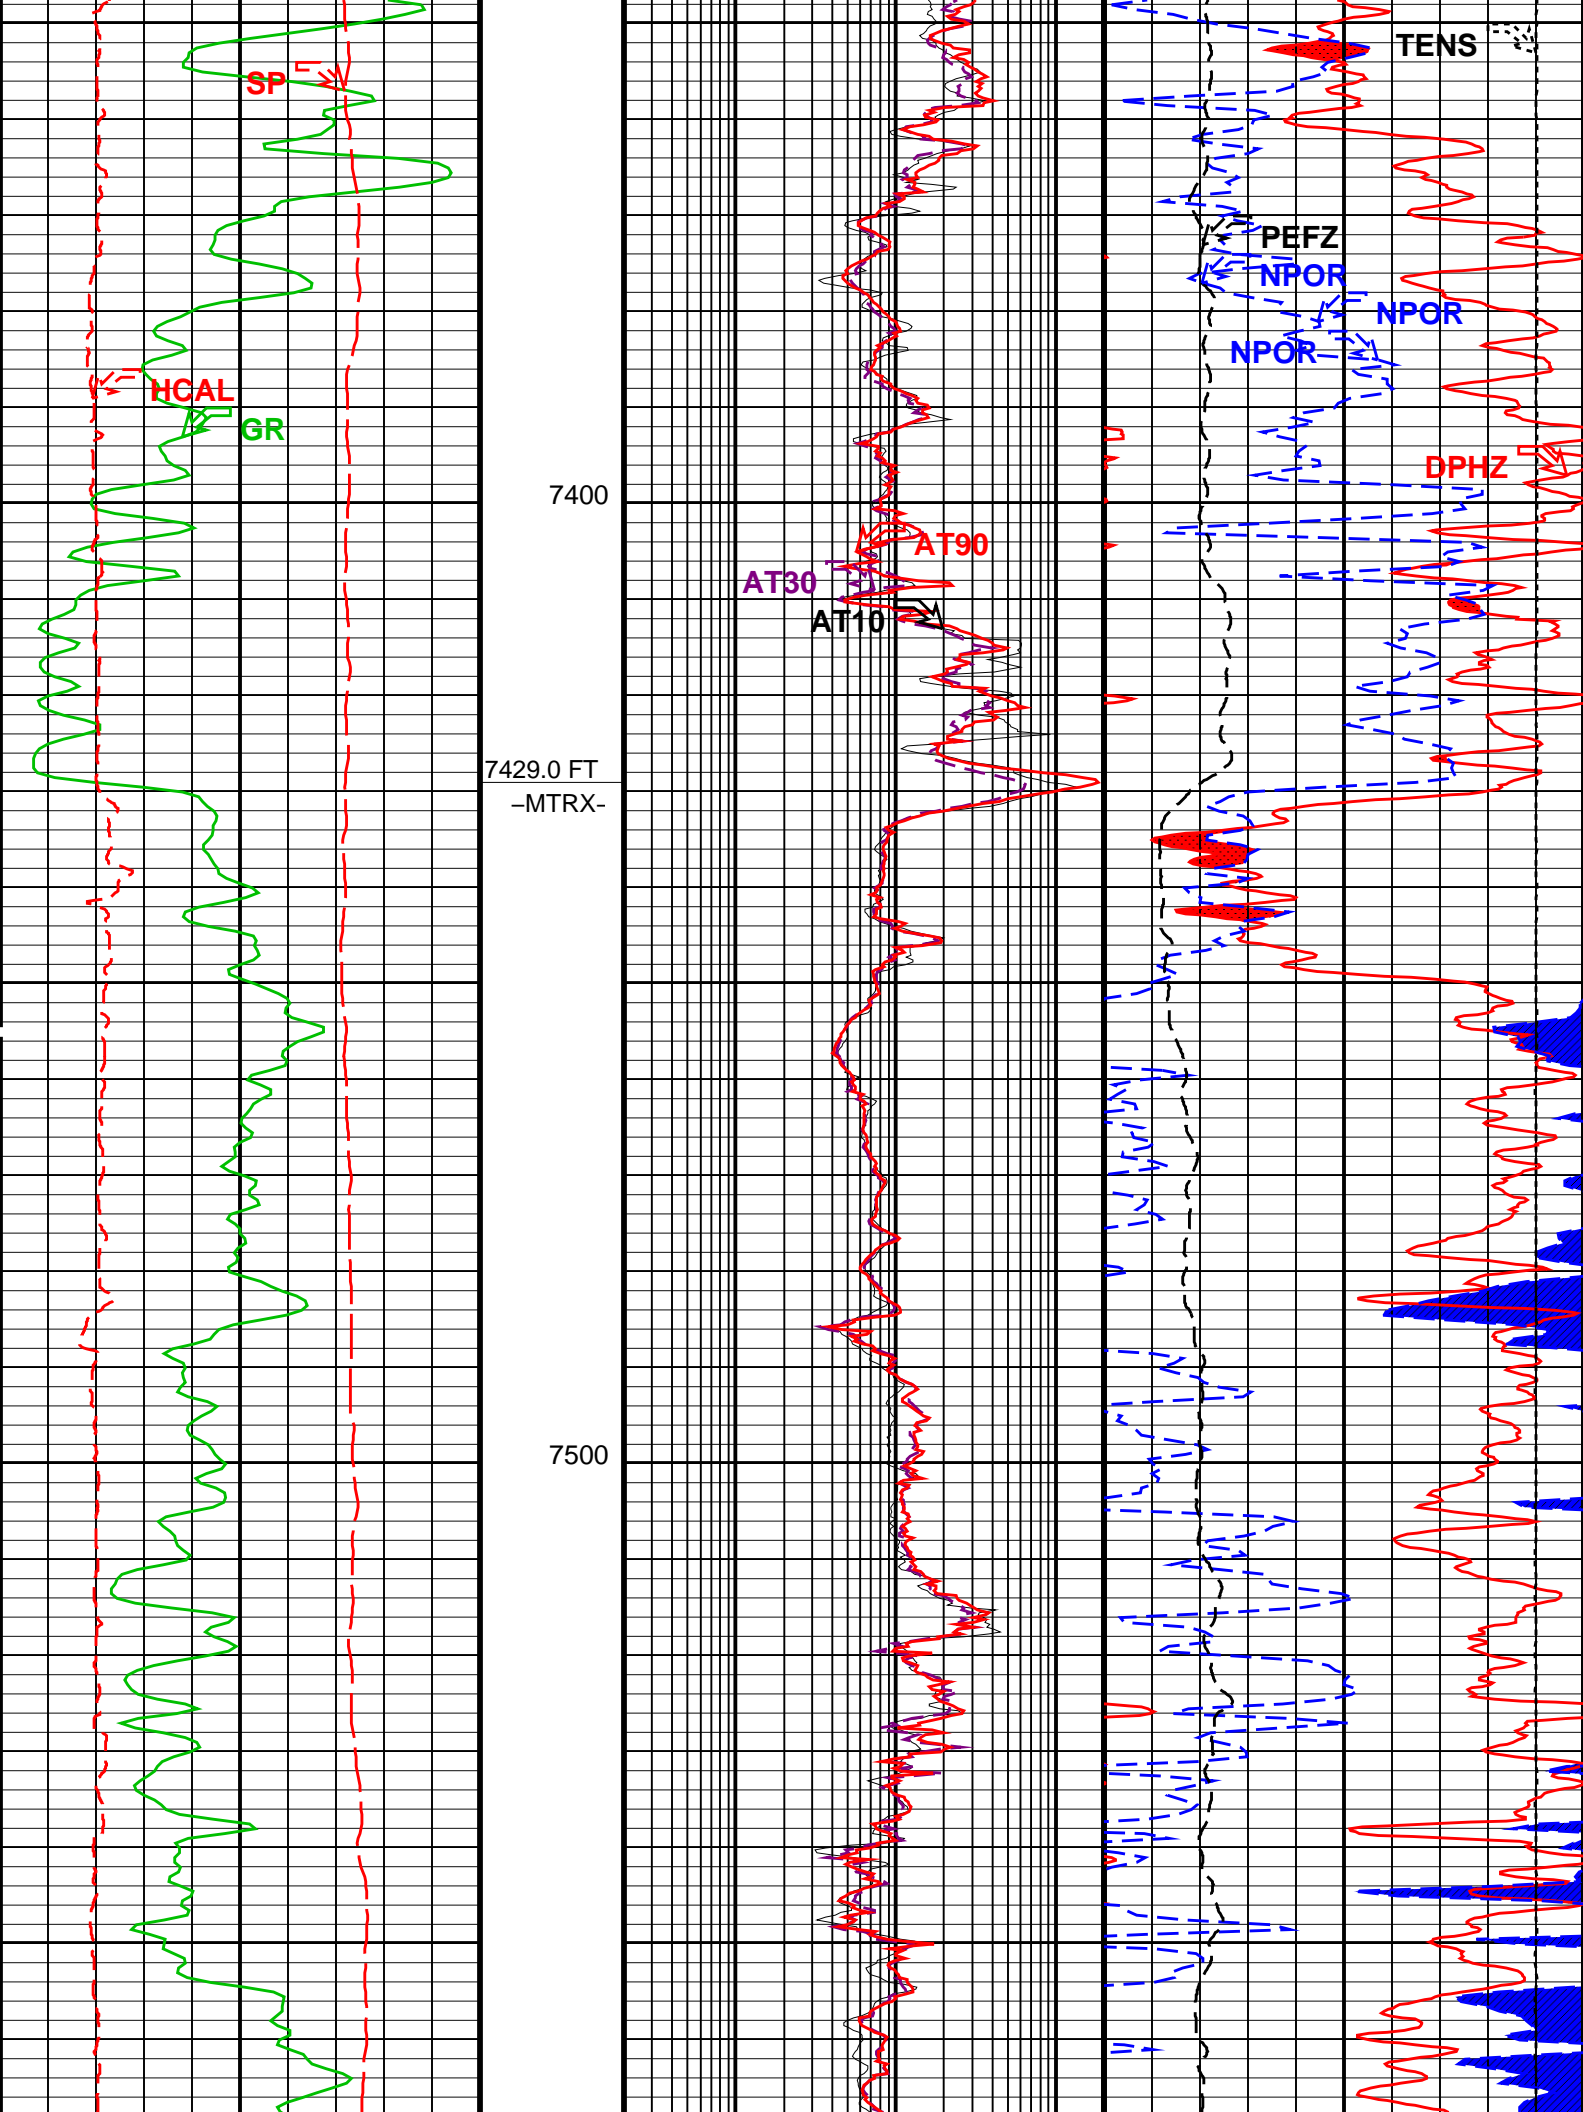 TENS
SP
PEFZ
NPOR
NPOR
NPOR
HCAL
GR
DPHZ
7400
AT90
AT30
AT10
7429.0 FT
–MTRX-
7500